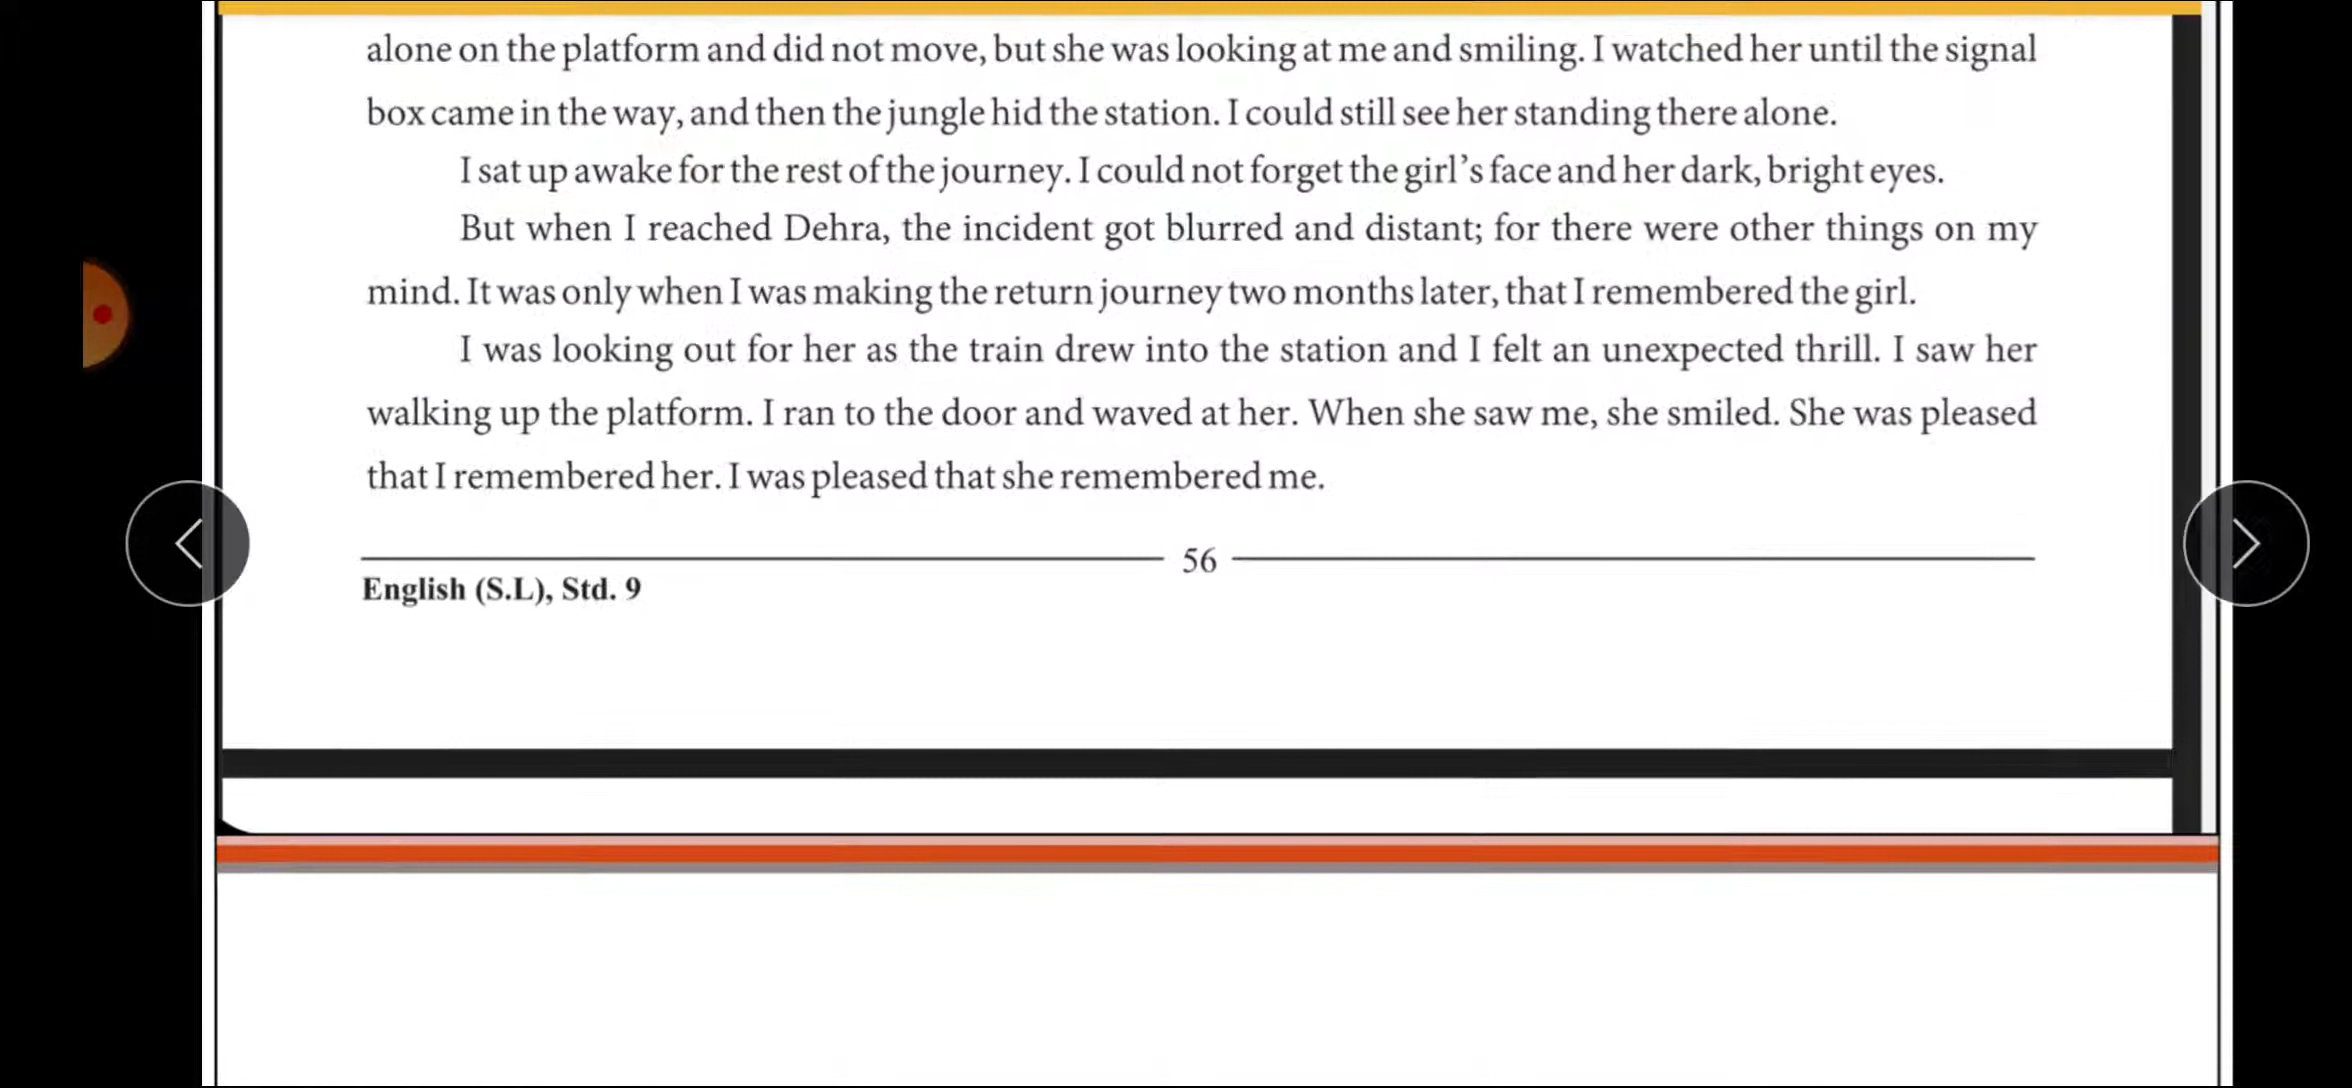 alone on the platform and did not move, but she was looking at me and smiling. I watched her until the signal
box came in the way, and then the jungle hid the station. I could still see her standing there alone.
I sat up awake for the rest of the journey. I could not forget the girl’s face and her dark, bright eyes.
But when I reached Dehra, the incident got blurred and distant; for there were other things on my
mind. It was only when I was making the return journey two months later, that I remembered the girl.
I was looking out for her as the train drew into the station and I felt an unexpected thrill. I saw her
walking up the platform. I ran to the door and waved at her. When she saw me, she smiled. She was pleased
that I remembered her. I was pleased that she remembered me.
56
English (S.L), Std. 9